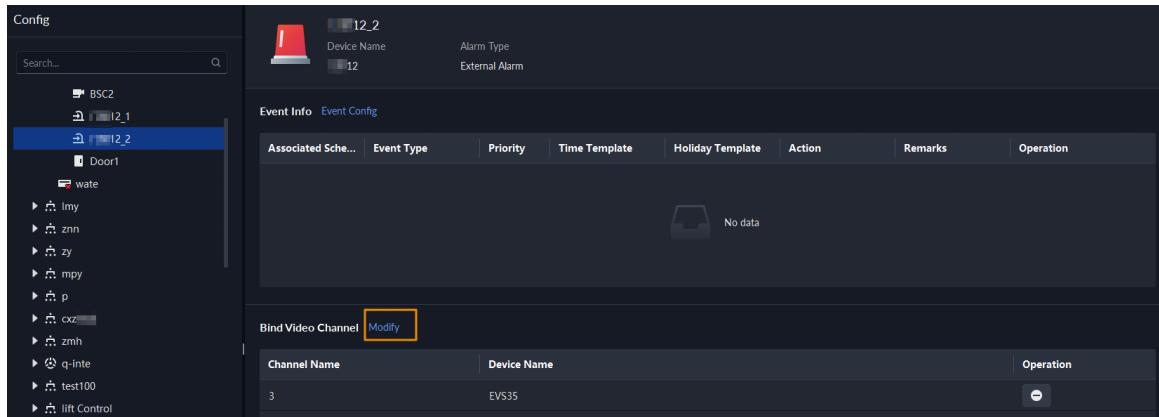 Config
Search...
BSC2
12_1
12_2
Door1
wate
lmy
znn
zy
mpy
p
cxz
zmh
q-inte
test100
lift Control
12_2
Device Name Alarm Type
12 External Alarm
Event Info Event Config
Associated Sche... Event Type Priority Time Template Holiday Template Action Remarks Operation
No data
Bind Video Channel Modify
Channel Name Device Name Operation
3 EVS35